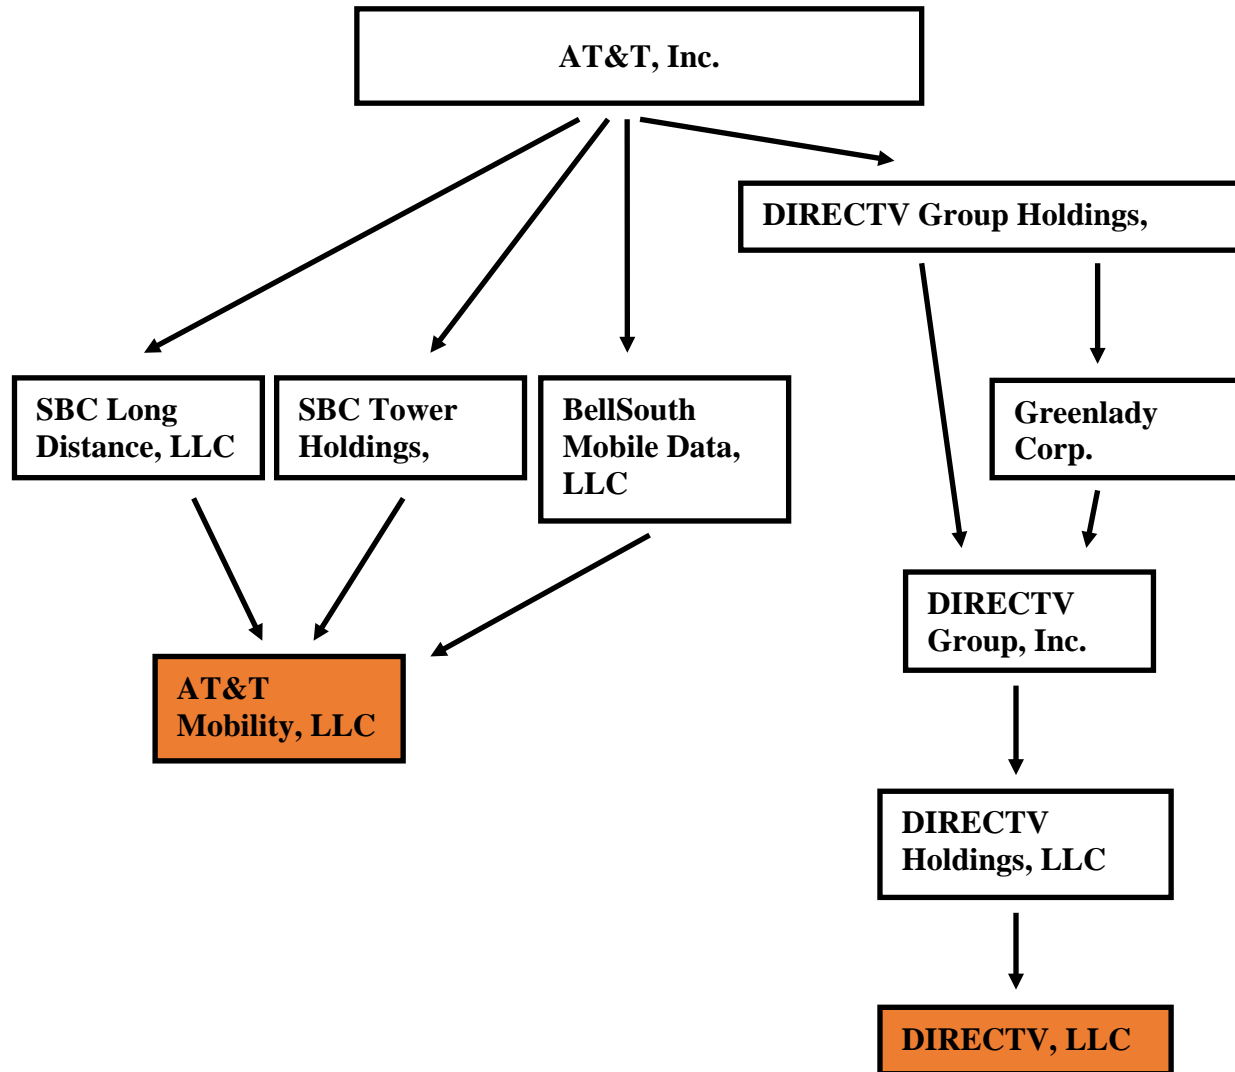 AT&T, Inc.
DIRECTV Group Holdings,
SBC Long
Distance, LLC
SBC Tower
Holdings,
BellSouth
Mobile Data,
LLC
Greenlady
Corp.
DIRECTV
Group, Inc.
AT&T
Mobility, LLC
DIRECTV
Holdings, LLC
DIRECTV, LLC